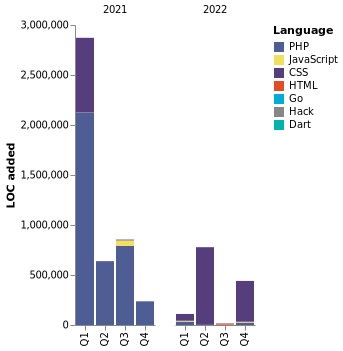 2021 2022
3,000,000
2,500,000
2,000,000
1,500,000
1,000,000
500,000
0
LOC added
Q1 Q2 Q3 Q4 Q1 Q2 Q3 Q4
Language
PHP
JavaScript
CSS
HTML
Go
Hack
Dart